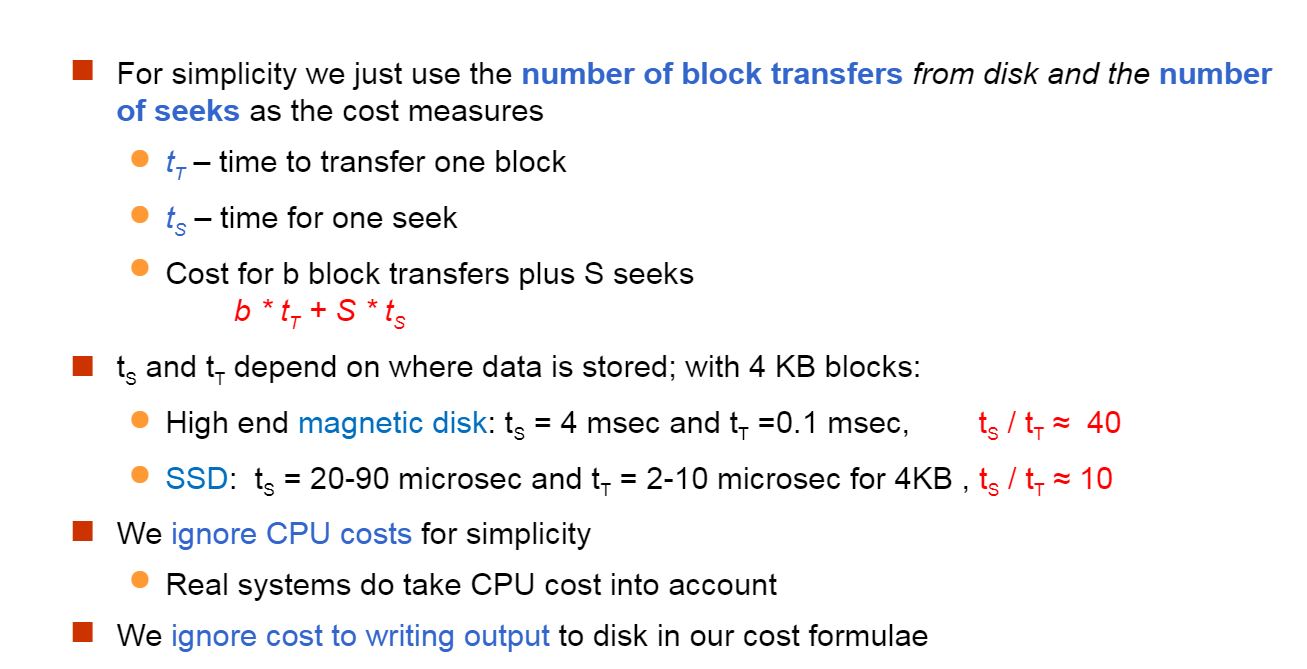 For simplicity we just use the number of block transfers from disk and the number
of seeks as the cost measures
t_T – time to transfer one block
t_S – time for one seek
Cost for b block transfers plus S seeks
b * t_T + S * t_S
t_S and t_T depend on where data is stored; with 4 KB blocks:
High end magnetic disk: t_S = 4 msec and t_T =0.1 msec, t_S / t_T ≈ 40
SSD: t_S = 20-90 microsec and t_T = 2-10 microsec for 4KB , t_S / t_T ≈ 10
We ignore CPU costs for simplicity
Real systems do take CPU cost into account
We ignore cost to writing output to disk in our cost formulae